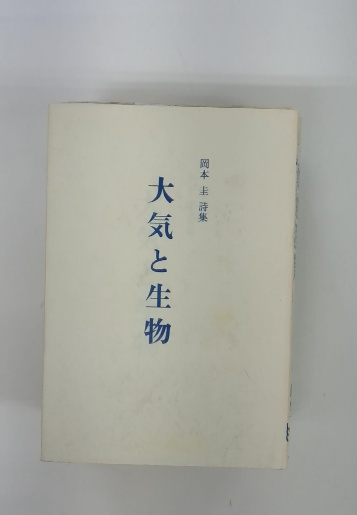 岡本 圭 詩集
大気と生物